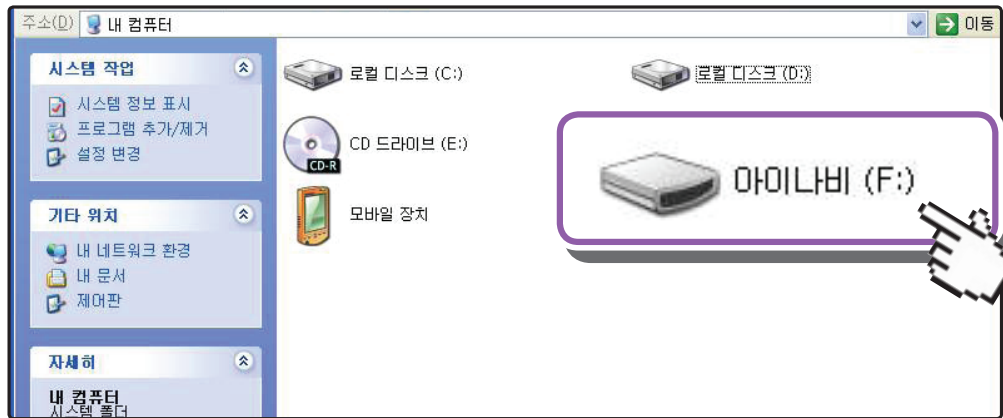 주소(D) 내 컴퓨터 이동
시스템 작업
시스템 정보 표시
프로그램 추가/제거
설정 변경
기타 위치
내 네트워크 환경
내 문서
제어판
자세히
내 컴퓨터
시스템 폴더
로컬 디스크 (C:)
로컬 디스크 (D:)
CD 드라이브 (E:)
CD-R
아이나비 (F:)
모바일 장치